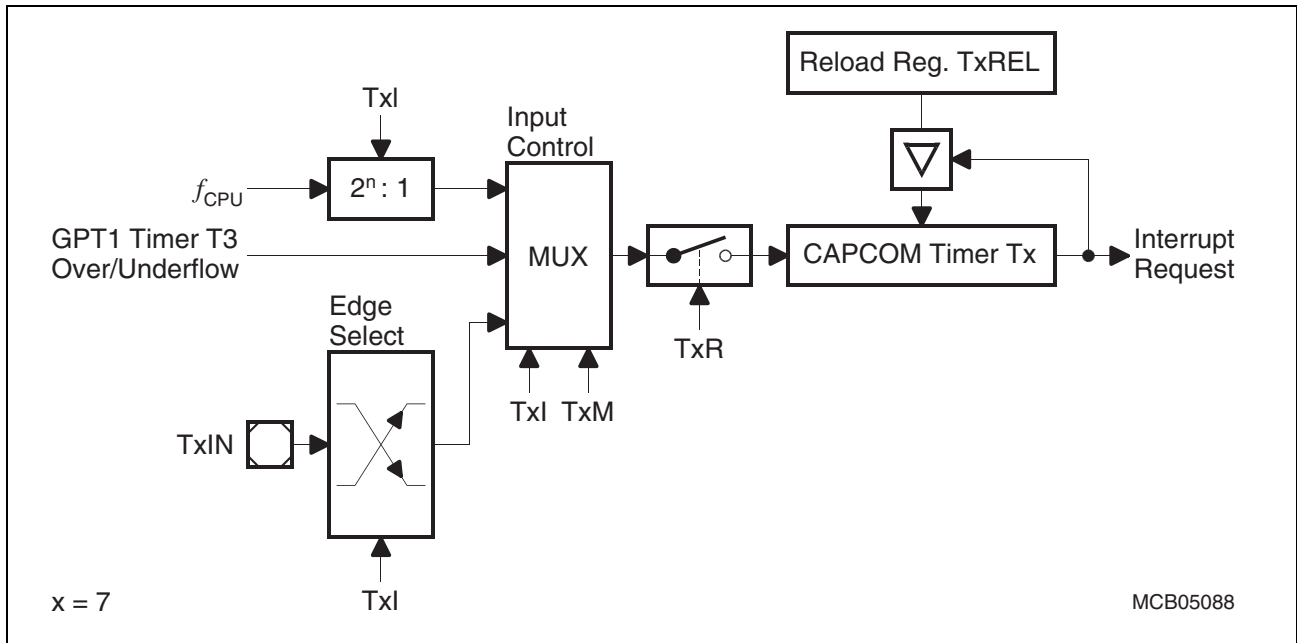 Reload Reg. TxREL
TxI
Input
Control
fCPU
2ⁿ : 1
GPT1 Timer T3
Over/Underflow
MUX
CAPCOM Timer Tx
Interrupt
Request
Edge
Select
TxR
TxI TxM
TxIN
TxI
x = 7
MCB05088